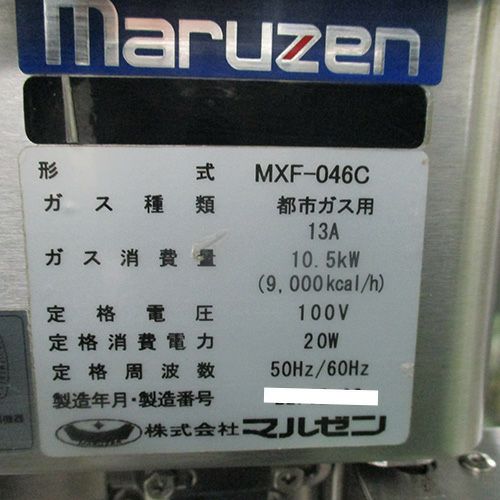 maruzen
形式 MXF-046C
ガス種類 都市ガス用
13A
ガス消費量 10.5kW
(9,000kcal/h)
定格電圧 100V
定格消費電力 20W
定格周波数 50Hz/60Hz
製造年月・製造番号
株式会社マルゼン